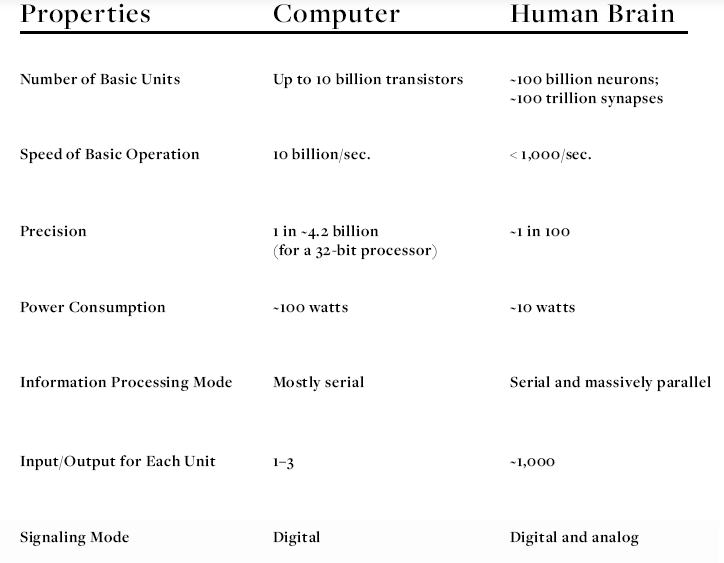 Properties Computer Human Brain
Number of Basic Units Up to 10 billion transistors ~100 billion neurons;
~100 trillion synapses
Speed of Basic Operation 10 billion/sec. < 1,000/sec.
Precision 1 in ~4.2 billion ~1 in 100
(for a 32-bit processor)
Power Consumption ~100 watts ~10 watts
Information Processing Mode Mostly serial Serial and massively parallel
Input/Output for Each Unit 1–3 ~1,000
Signaling Mode Digital Digital and analog